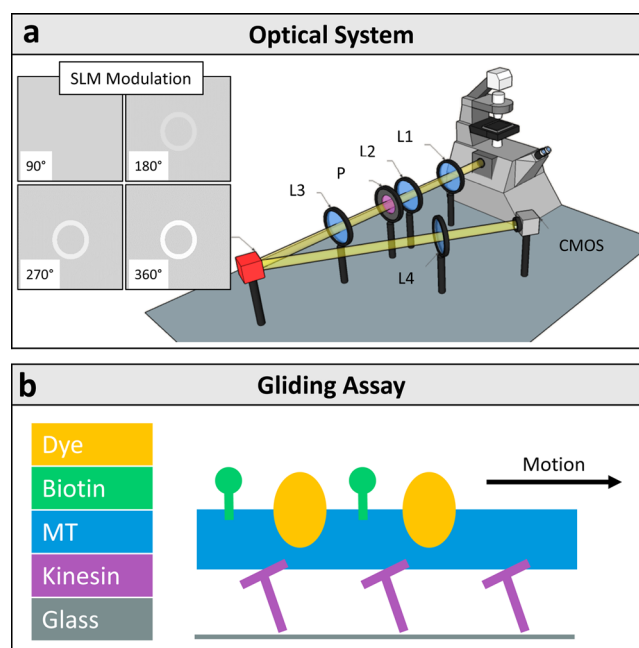 a
Optical System
SLM Modulation
90°
180°
270°
360°
L3
P
L2
L1
L4
CMOS
b
Gliding Assay
Dye
Biotin
MT
Kinesin
Glass
Motion